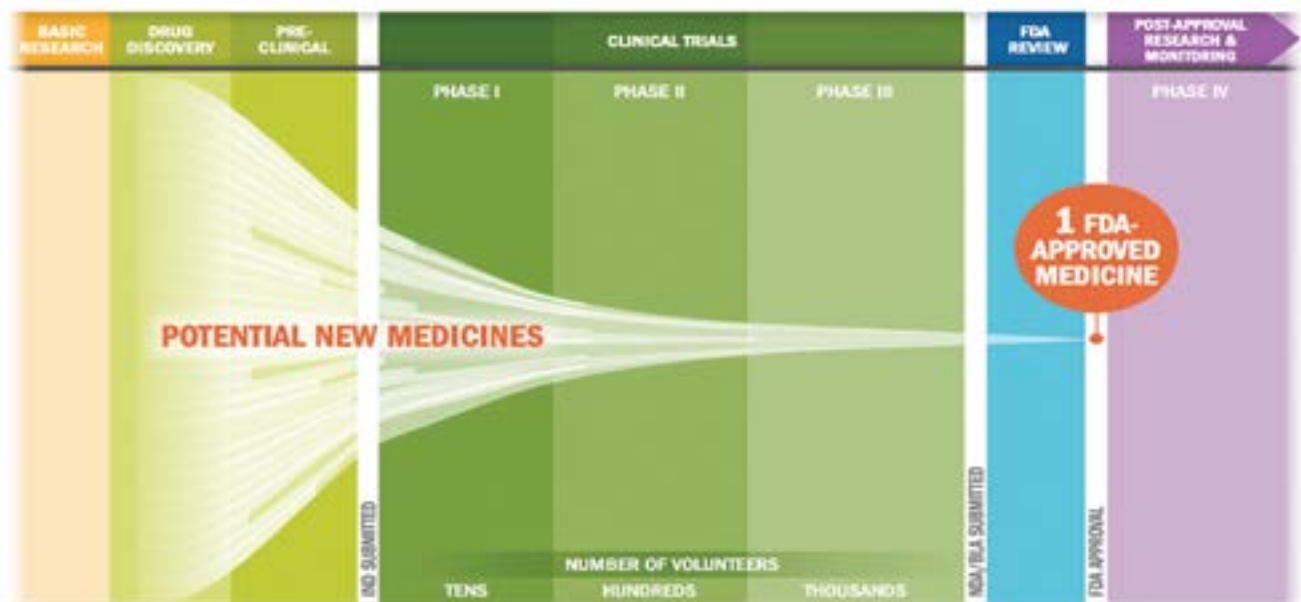 BASIC
RESEARCH
DRUG
DISCOVERY
PRE-
CLINICAL
CLINICAL TRIALS
FDA
REVIEW
POST-APPROVAL
RESEARCH &
MONITORING
PHASE I
PHASE II
PHASE III
PHASE IV
1 FDA-
APPROVED
MEDICINE
POTENTIAL NEW MEDICINES
IND SUBMITTED
NDA/BLA SUBMITTED
FDA APPROVAL
NUMBER OF VOLUNTEERS
TENS
HUNDREDS
THOUSANDS